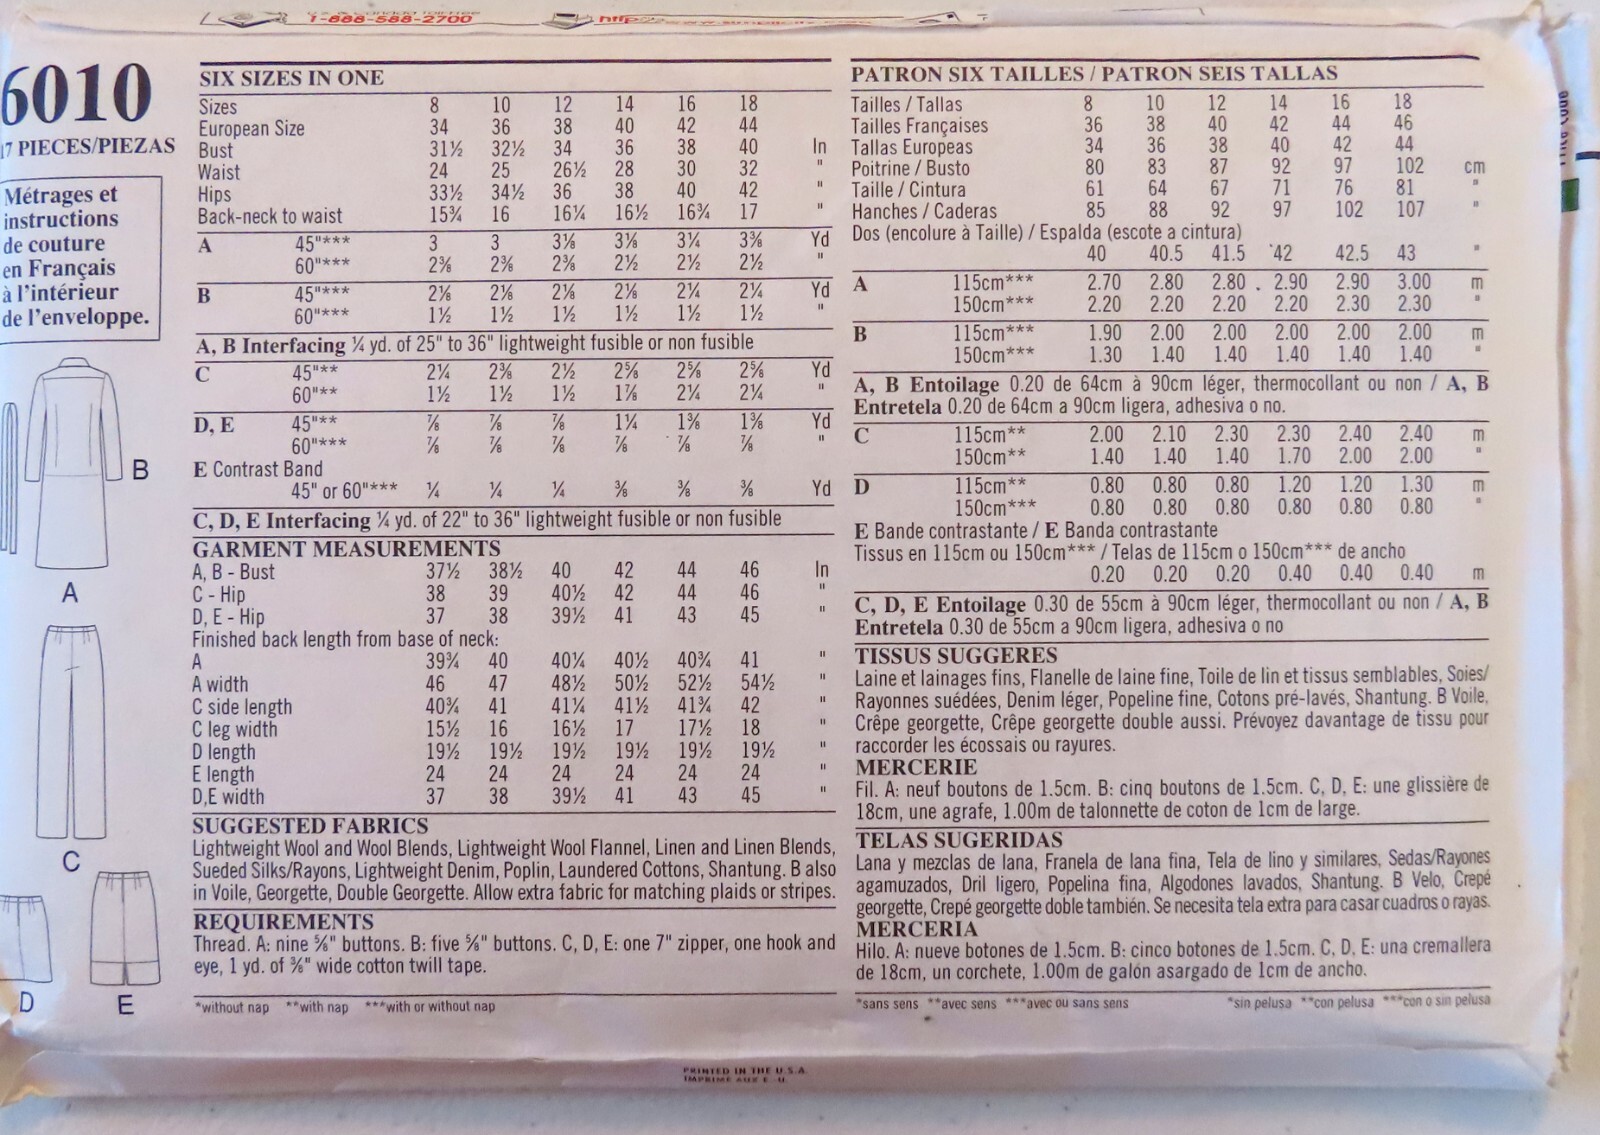 1-888-588-2700
6010
17 PIECES/PIEZAS
Métrages et
instructions
de couture
en Français
à l'intérieur
de l'enveloppe.
B
A
C
D
E
SIX SIZES IN ONE
Sizes 8 10 12 14 16 18
European Size 34 36 38 40 42 44
Bust 31½ 32½ 34 36 38 40 In
Waist 24 25 26½ 28 30 32 "
Hips 33½ 34½ 36 38 40 42 "
Back-neck to waist 15¾ 16 16¼ 16½ 16¾ 17 "
A 45"*** 3 3 3⅛ 3⅛ 3¼ 3⅜ Yd
60"*** 2⅜ 2⅜ 2⅜ 2½ 2½ 2½ "
B 45"*** 2⅛ 2⅛ 2⅛ 2⅛ 2¼ 2¼ Yd
60"*** 1½ 1½ 1½ 1½ 1½ 1½ "
A, B Interfacing ¼ yd. of 25" to 36" lightweight fusible or non fusible
C 45"** 2¼ 2⅜ 2½ 2⅝ 2⅝ 2⅝ Yd
60"** 1½ 1½ 1½ 1⅞ 2¼ 2¼ "
D, E 45"** ⅞ ⅞ ⅞ 1¼ 1⅜ 1⅜ Yd
60"*** ⅞ ⅞ ⅞ ⅞ ⅞ ⅞ "
E Contrast Band
45" or 60"*** ¼ ¼ ¼ ⅜ ⅜ ⅜ Yd
C, D, E Interfacing ¼ yd. of 22" to 36" lightweight fusible or non fusible
GARMENT MEASUREMENTS
A, B - Bust 37½ 38½ 40 42 44 46 In
C - Hip 38 39 40½ 42 44 46 "
D, E - Hip 37 38 39½ 41 43 45 "
Finished back length from base of neck:
A 39¾ 40 40¼ 40½ 40¾ 41 "
A width 46 47 48½ 50½ 52½ 54½ "
C side length 40¾ 41 41¼ 41½ 41¾ 42 "
C leg width 15½ 16 16½ 17 17½ 18 "
D length 19½ 19½ 19½ 19½ 19½ 19½ "
E length 24 24 24 24 24 24 "
D,E width 37 38 39½ 41 43 45
SUGGESTED FABRICS
Lightweight Wool and Wool Blends, Lightweight Wool Flannel, Linen and Linen Blends,
Sueded Silks/Rayons, Lightweight Denim, Poplin, Laundered Cottons, Shantung. B also
in Voile, Georgette, Double Georgette. Allow extra fabric for matching plaids or stripes.
REQUIREMENTS
Thread. A: nine ⅝" buttons. B: five ⅝" buttons. C, D, E: one 7" zipper, one hook and
eye, 1 yd. of ⅜" wide cotton twill tape.
*without nap **with nap ***with or without nap
PATRON SIX TAILLES / PATRON SEIS TALLAS
Tailles / Tallas 8 10 12 14 16 18
Tailles Françaises 36 38 40 42 44 46
Tallas Europeas 34 36 38 40 42 44
Poitrine / Busto 80 83 87 92 97 102 cm
Taille / Cintura 61 64 67 71 76 81 "
Hanches / Caderas 85 88 92 97 102 107 "
Dos (encolure à Taille) / Espalda (escote a cintura)
40 40.5 41.5 42 42.5 43 "
A 115cm*** 2.70 2.80 2.80 2.90 2.90 3.00 m
150cm*** 2.20 2.20 2.20 2.20 2.30 2.30 "
B 115cm*** 1.90 2.00 2.00 2.00 2.00 2.00 m
150cm*** 1.30 1.40 1.40 1.40 1.40 1.40 "
A, B Entoilage 0.20 de 64cm à 90cm léger, thermocollant ou non / A, B
Entretela 0.20 de 64cm a 90cm ligera, adhesiva o no.
C 115cm** 2.00 2.10 2.30 2.30 2.40 2.40 m
150cm** 1.40 1.40 1.40 1.70 2.00 2.00 "
D 115cm** 0.80 0.80 0.80 1.20 1.20 1.30 m
150cm*** 0.80 0.80 0.80 0.80 0.80 0.80 "
E Bande contrastante / E Banda contrastante
Tissus en 115cm ou 150cm*** / Telas de 115cm o 150cm*** de ancho
0.20 0.20 0.20 0.40 0.40 0.40 m
C, D, E Entoilage 0.30 de 55cm à 90cm léger, thermocollant ou non / A, B
Entretela 0.30 de 55cm a 90cm ligera, adhesiva o no
TISSUS SUGGERES
Laine et lainages fins, Flanelle de laine fine, Toile de lin et tissus semblables, Soies/
Rayonnes suédées, Denim léger, Popeline fine, Cotons pré-lavés, Shantung. B Voile,
Crêpe georgette, Crêpe georgette double aussi. Prévoyez davantage de tissu pour
raccorder les écossais ou rayures.
MERCERIE
Fil. A: neuf boutons de 1.5cm. B: cinq boutons de 1.5cm. C, D, E: une glissière de
18cm, une agrafe, 1.00m de talonnette de coton de 1cm de large.
TELAS SUGERIDAS
Lana y mezclas de lana, Franela de lana fina, Tela de lino y similares, Sedas/Rayones
agamuzados, Dril ligero, Popelina fina, Algodones lavados, Shantung. B Velo, Crepé
georgette, Crepé georgette doble también. Se necesita tela extra para casar cuadros o rayas.
MERCERIA
Hilo. A: nueve botones de 1.5cm. B: cinco botones de 1.5cm. C, D, E: una cremallera
de 18cm, un corchete, 1.00m de galón asargado de 1cm de ancho.
*sans sens **avec sens ***avec ou sans sens *sin pelusa **con pelusa ***con o sin pelusa
PRINTED IN THE U.S.A.